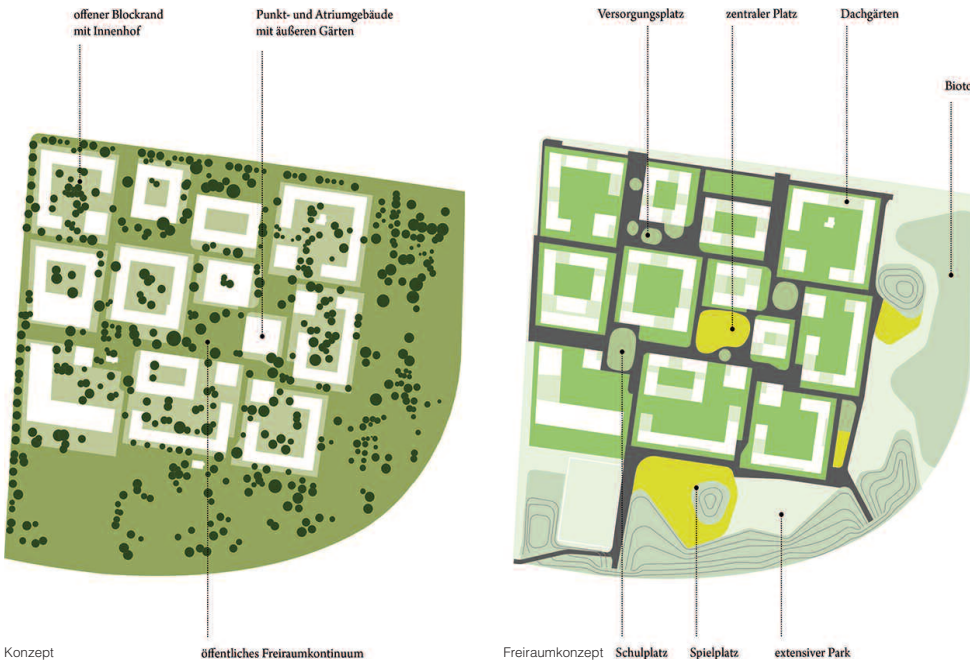 offener Blockrand
mit Innenhof
Punkt- und Atriumgebäude
mit äußeren Gärten
öffentliches Freiraumkontinuum
Konzept
Versorgungsplatz
zentraler Platz
Dachgärten
Bioto
Schulplatz
Spielplatz
extensiver Park
Freiraumkonzept